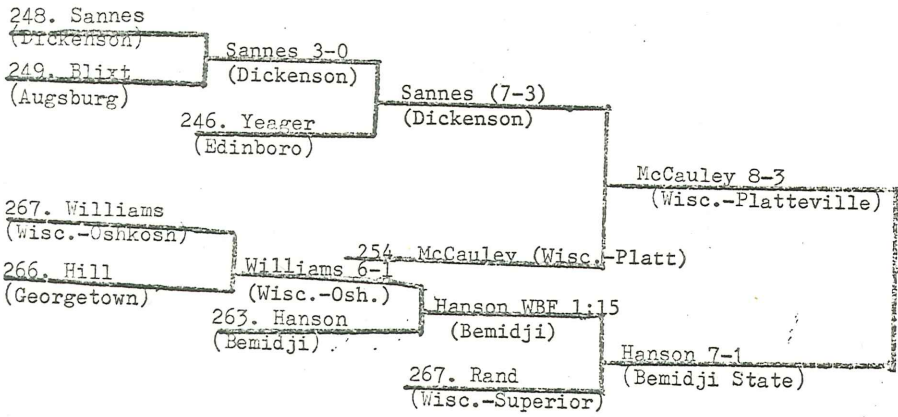 248. Sannes
(Dickenson)
Sannes 3-0
(Dickenson)
249. Blixt
(Augsburg)
Sannes (7-3)
(Dickenson)
246. Yeager
(Edinboro)
McCauley 8-3
(Wisc.-Platteville)
254 McCauley (Wisc.-Platt)
267. Williams
(Wisc.-Oshkosh)
Williams 6-1
(Wisc.-Osh.)
266. Hill
(Georgetown)
Hanson WBF 1:15
(Bemidji)
263. Hanson
(Bemidji)
Hanson 7-1
(Bemidji State)
267. Rand
(Wisc.-Superior)